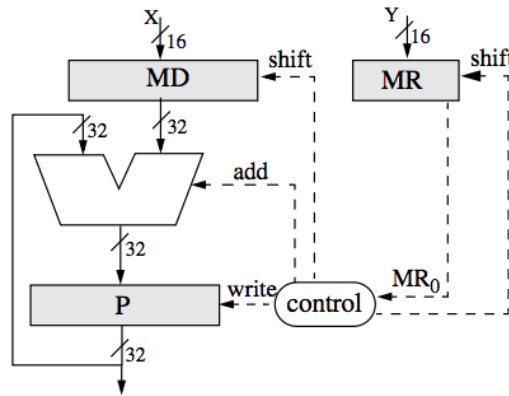 X
16
Y
16
MD
shift
MR
shift
32
32
add
32
P
write
control
MR0
32